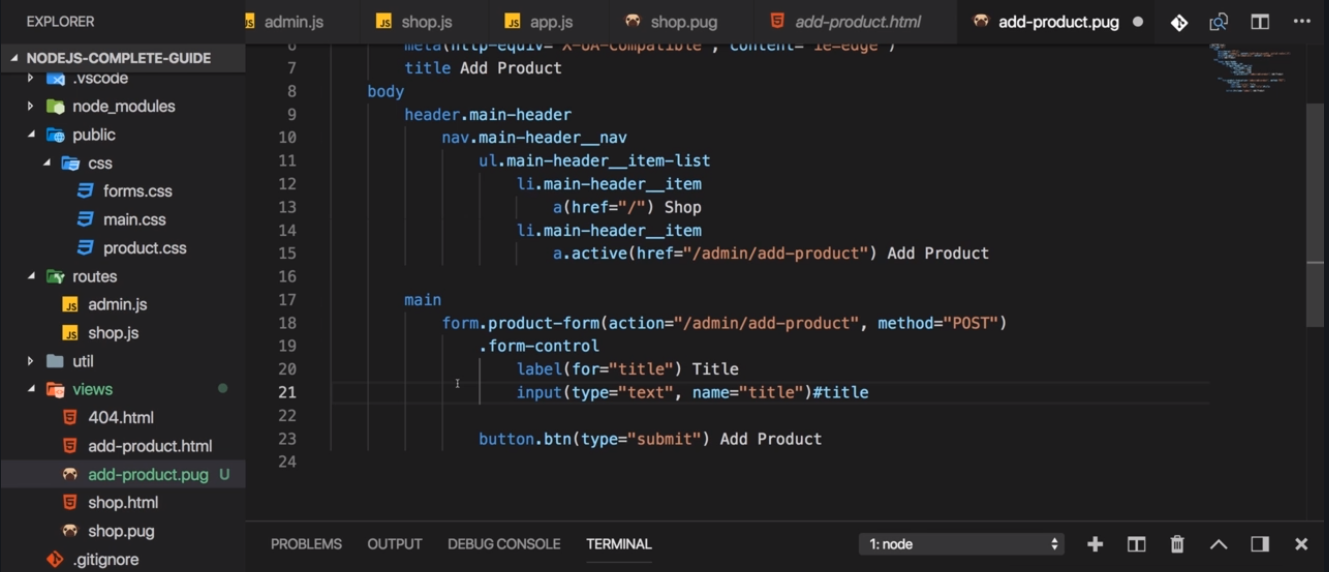 EXPLORER
admin.js
shop.js
app.js
shop.pug
add-product.html
add-product.pug
NODEJS-COMPLETE-GUIDE
.vscode
node_modules
public
css
forms.css
main.css
product.css
routes
admin.js
shop.js
util
views
404.html
add-product.html
add-product.pug U
shop.html
shop.pug
.gitignore
6 meta(http-equiv="X-UA-Compatible", content="ie=edge")
7 title Add Product
8 body
9 header.main-header
10 nav.main-header__nav
11 ul.main-header__item-list
12 li.main-header__item
13 a(href="/") Shop
14 li.main-header__item
15 a.active(href="/admin/add-product") Add Product
16
17 main
18 form.product-form(action="/admin/add-product", method="POST")
19 .form-control
20 label(for="title") Title
21 input(type="text", name="title")#title
22
23 button.btn(type="submit") Add Product
24
PROBLEMS OUTPUT DEBUG CONSOLE TERMINAL 1: node